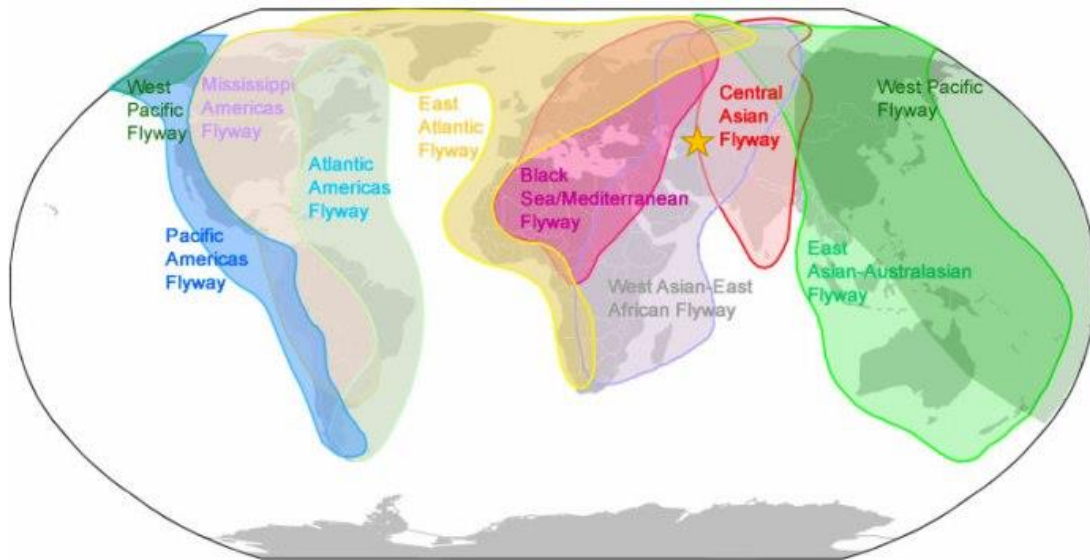 West
Pacific
Flyway
Mississippi
Americas
Flyway
Atlantic
Americas
Flyway
Pacific
Americas
Flyway
East
Atlantic
Flyway
Black
Sea/Mediterranean
Flyway
West Asian-East
African Flyway
Central
Asian
Flyway
West Pacific
Flyway
East
Asian-Australasian
Flyway